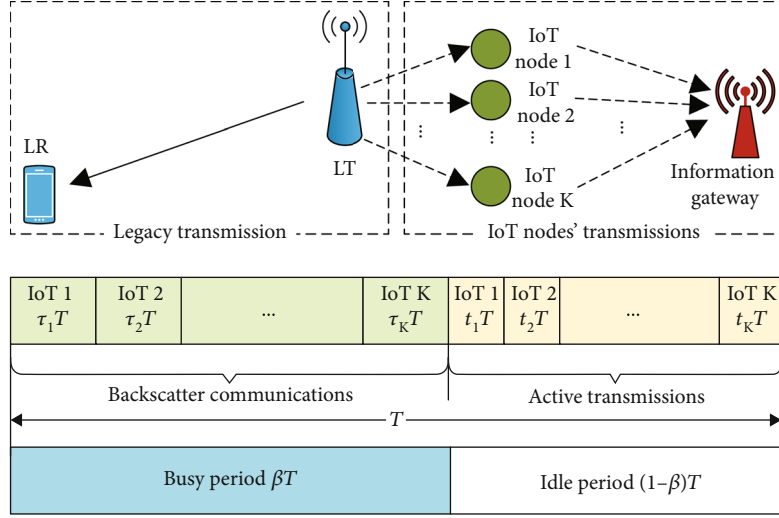 IoT
node 1
IoT
node 2
...
...
...
IoT
node K
LR
LT
Information
gateway
Legacy transmission
IoT nodes' transmissions
IoT 1
τ₁T
IoT 2
τ₂T
...
IoT K
τ_KT
IoT 1
t₁T
IoT 2
t₂T
...
IoT K
t_KT
Backscatter communications
Active transmissions
T
Busy period βT
Idle period (1–β)T